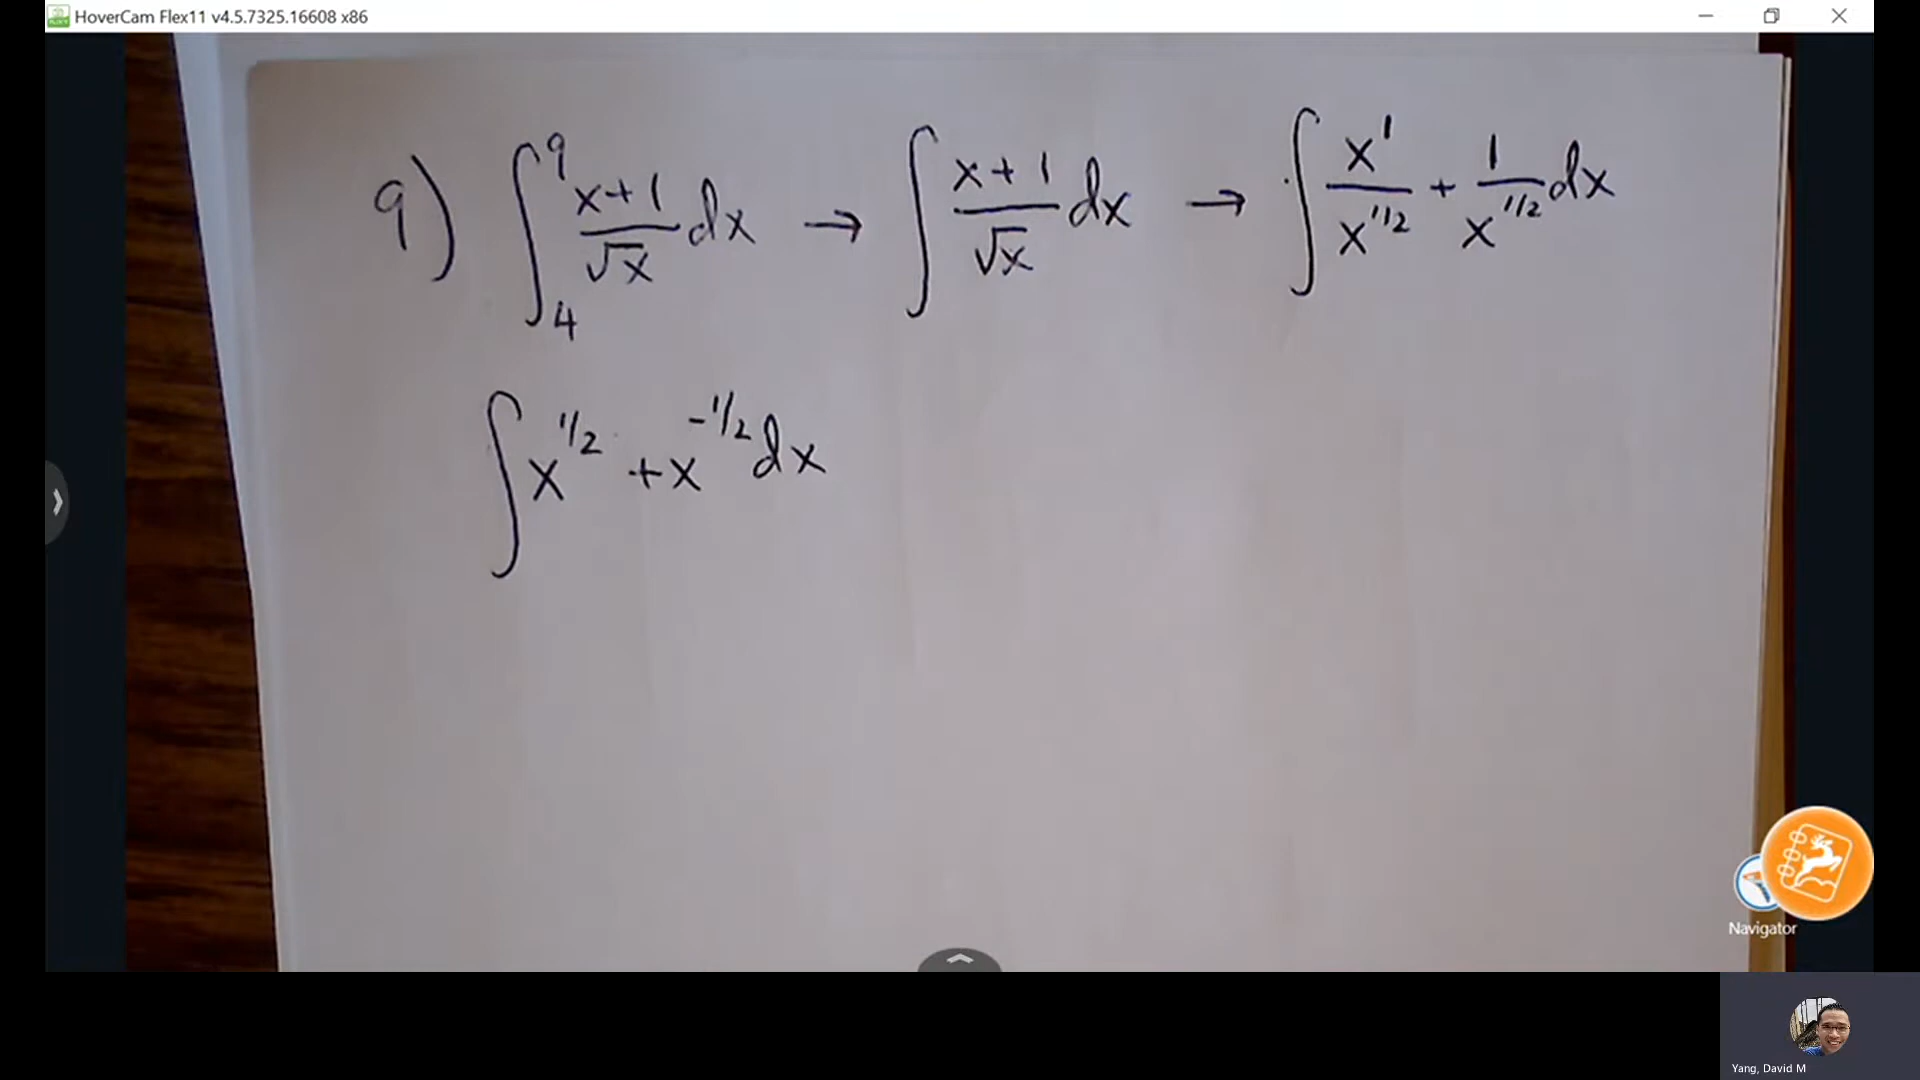 HoverCam Flex11 v4.5.7325.16608 x86
9) ∫₄⁹ (x+1)/√x dx → ∫ (x+1)/√x dx → ∫ x¹/x^(1/2) + 1/x^(1/2) dx
∫ x^(1/2) + x^(-1/2) dx
Navigator
Yang, David M